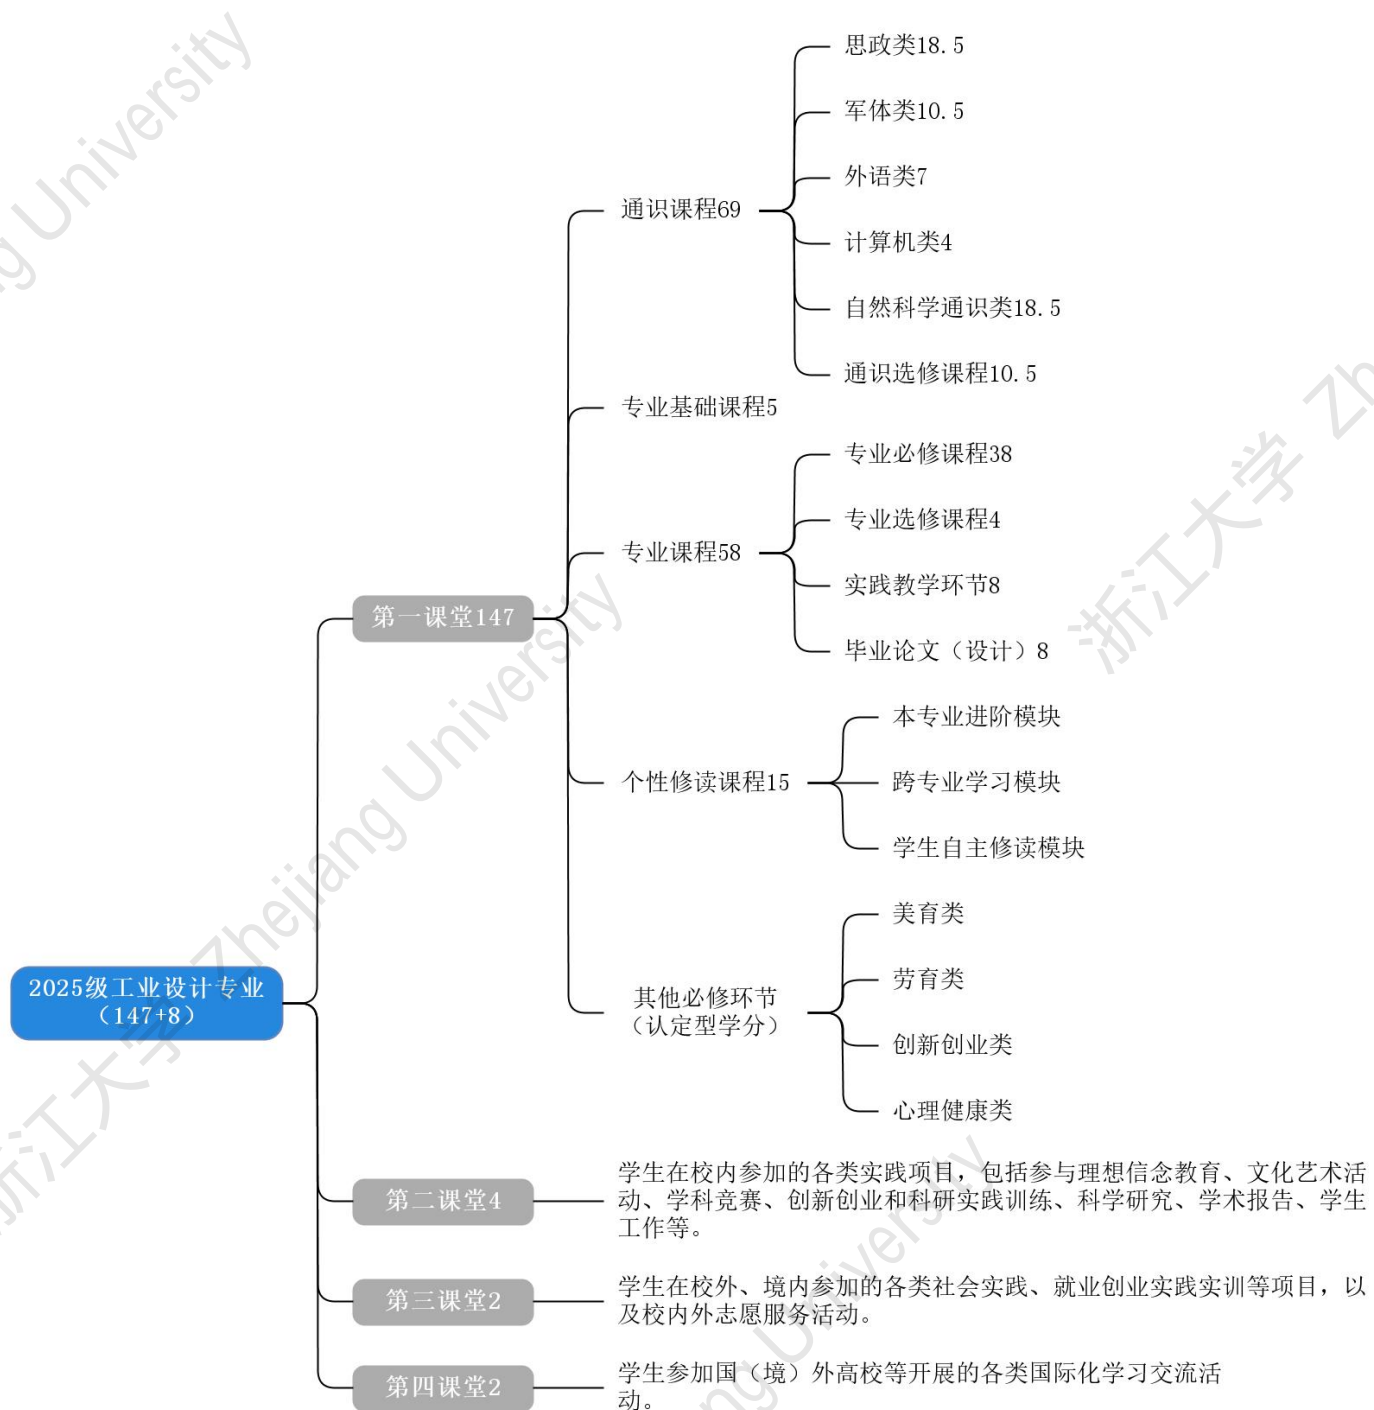 思政类18.5
军体类10.5
外语类7
通识课程69
计算机类4
自然科学通识类18.5
通识选修课程10.5
专业基础课程5
专业必修课程38
专业选修课程4
专业课程58
实践教学环节8
第一课堂147
毕业论文（设计）8
本专业进阶模块
个性修读课程15
跨专业学习模块
学生自主修读模块
美育类
劳育类
其他必修环节
（认定型学分）
创新创业类
心理健康类
2025级工业设计专业
（147+8）
第二课堂4
学生在校内参加的各类实践项目，包括参与理想信念教育、文化艺术活
动、学科竞赛、创新创业和科研实践训练、科学研究、学术报告、学生
工作等。
第三课堂2
学生在校外、境内参加的各类社会实践、就业创业实践实训等项目，以
及校内外志愿服务活动。
第四课堂2
学生参加国（境）外高校等开展的各类国际化学习交流活
动。
浙江大学 Zhejiang University
浙江大学 Zh
ng University
ng University